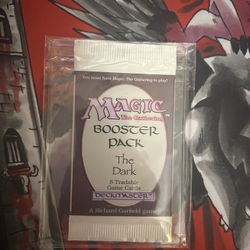 You must have Magic: The Gathering to play!
MAGIC
The Gathering
BOOSTER
PACK
The
Dark
8 Tradable
Game Cards
DECKMASTER
A Richard Garfield game